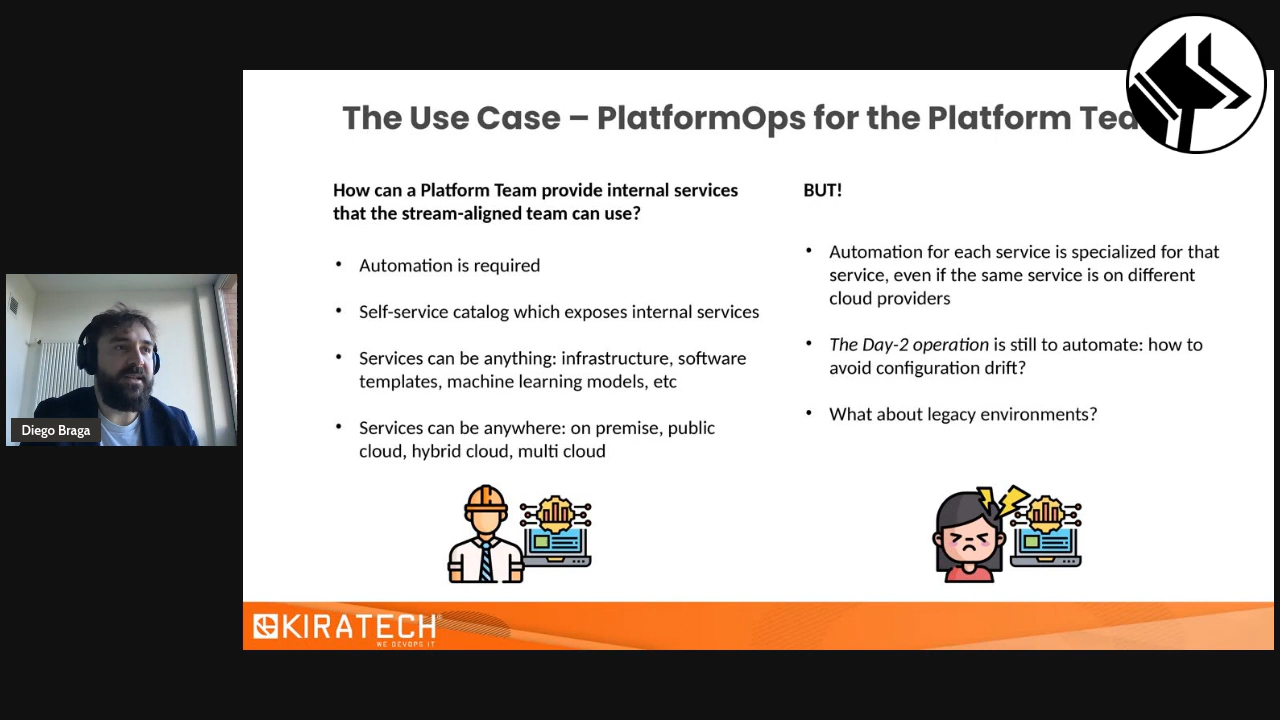 The Use Case – PlatformOps for the Platform Tea
How can a Platform Team provide internal services
that the stream-aligned team can use?
• Automation is required
• Self-service catalog which exposes internal services
• Services can be anything: infrastructure, software
templates, machine learning models, etc
• Services can be anywhere: on premise, public
cloud, hybrid cloud, multi cloud
BUT!
• Automation for each service is specialized for that
service, even if the same service is on different
cloud providers
• The Day-2 operation is still to automate: how to
avoid configuration drift?
• What about legacy environments?
Diego Braga
KIRATECH
WE DEVOPS IT